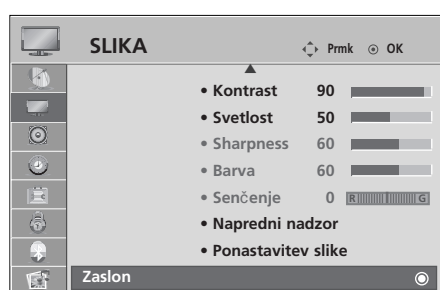 SLIKA Prmk OK
• Kontrast 90
• Svetlost 50
• Sharpness 60
• Barva 60
• Senčenje 0 R G
• Napredni nadzor
• Ponastavitev slike
Zaslon